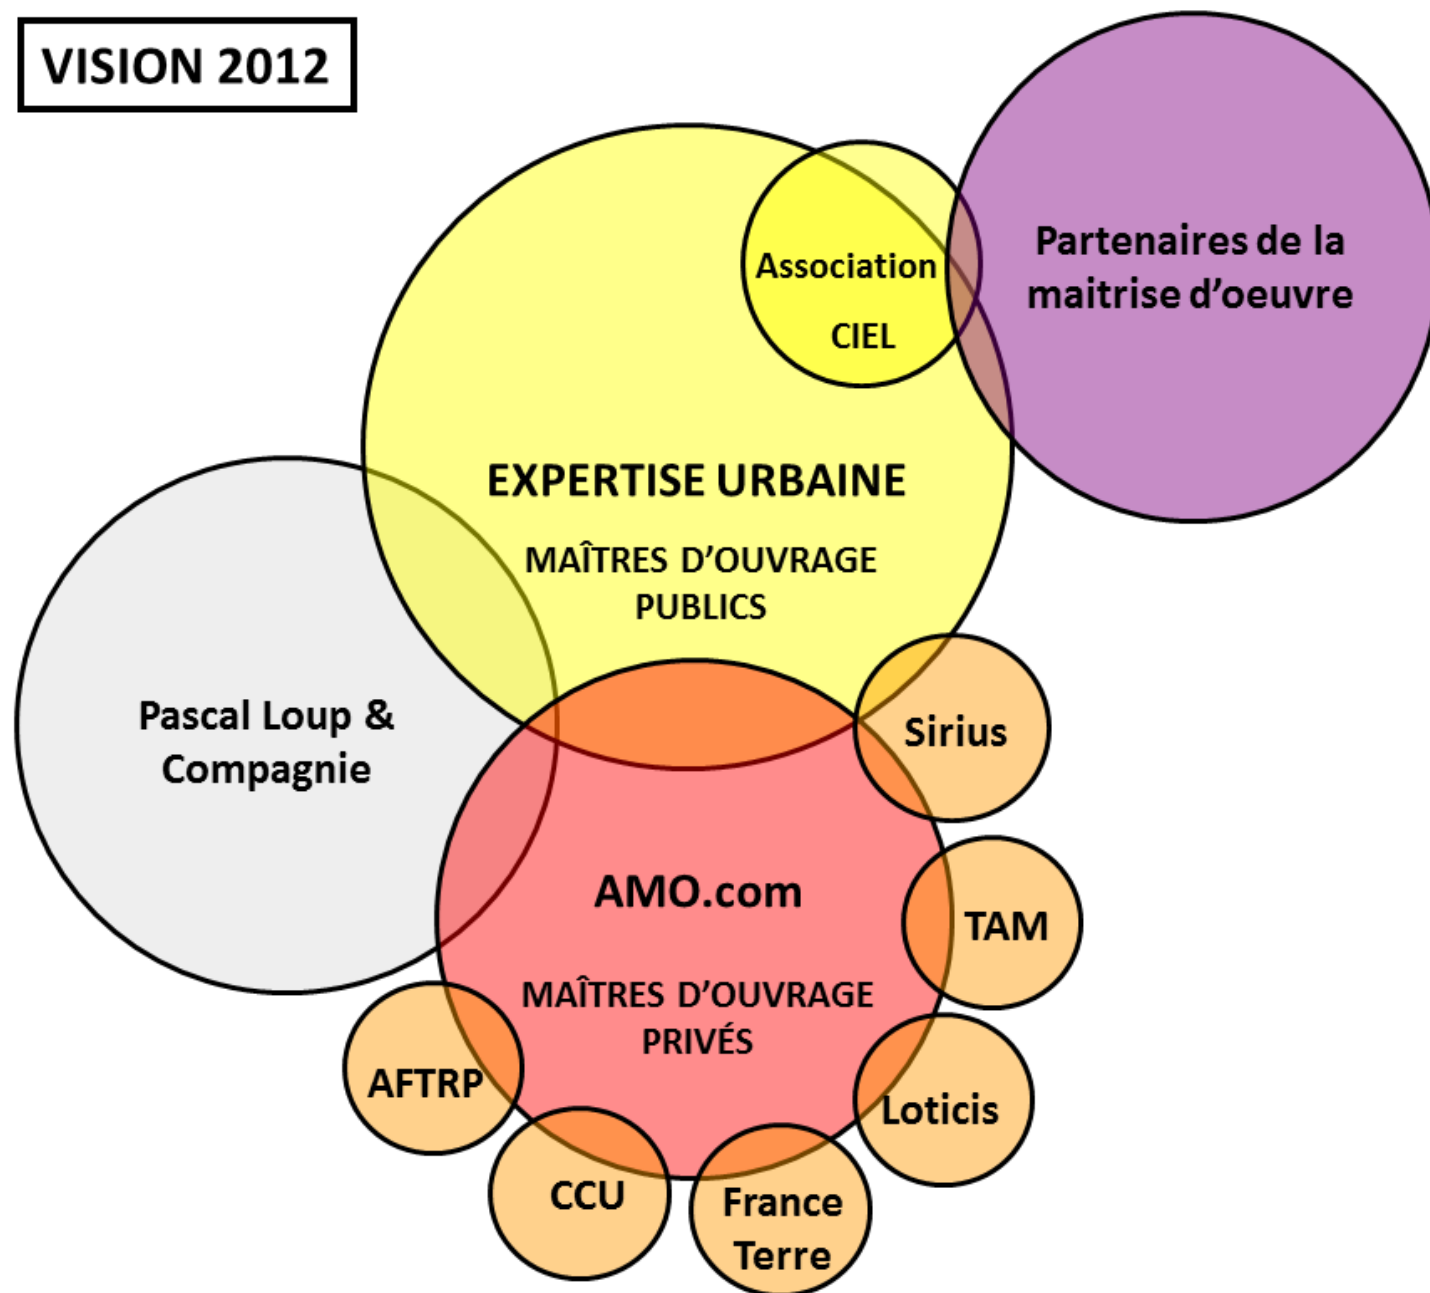 VISION 2012
Partenaires de la
maitrise d'oeuvre
Association
CIEL
EXPERTISE URBAINE
MAÎTRES D'OUVRAGE
PUBLICS
Pascal Loup &
Compagnie
Sirius
AMO.com
TAM
MAÎTRES D'OUVRAGE
PRIVÉS
AFTRP
Loticis
CCU
France
Terre